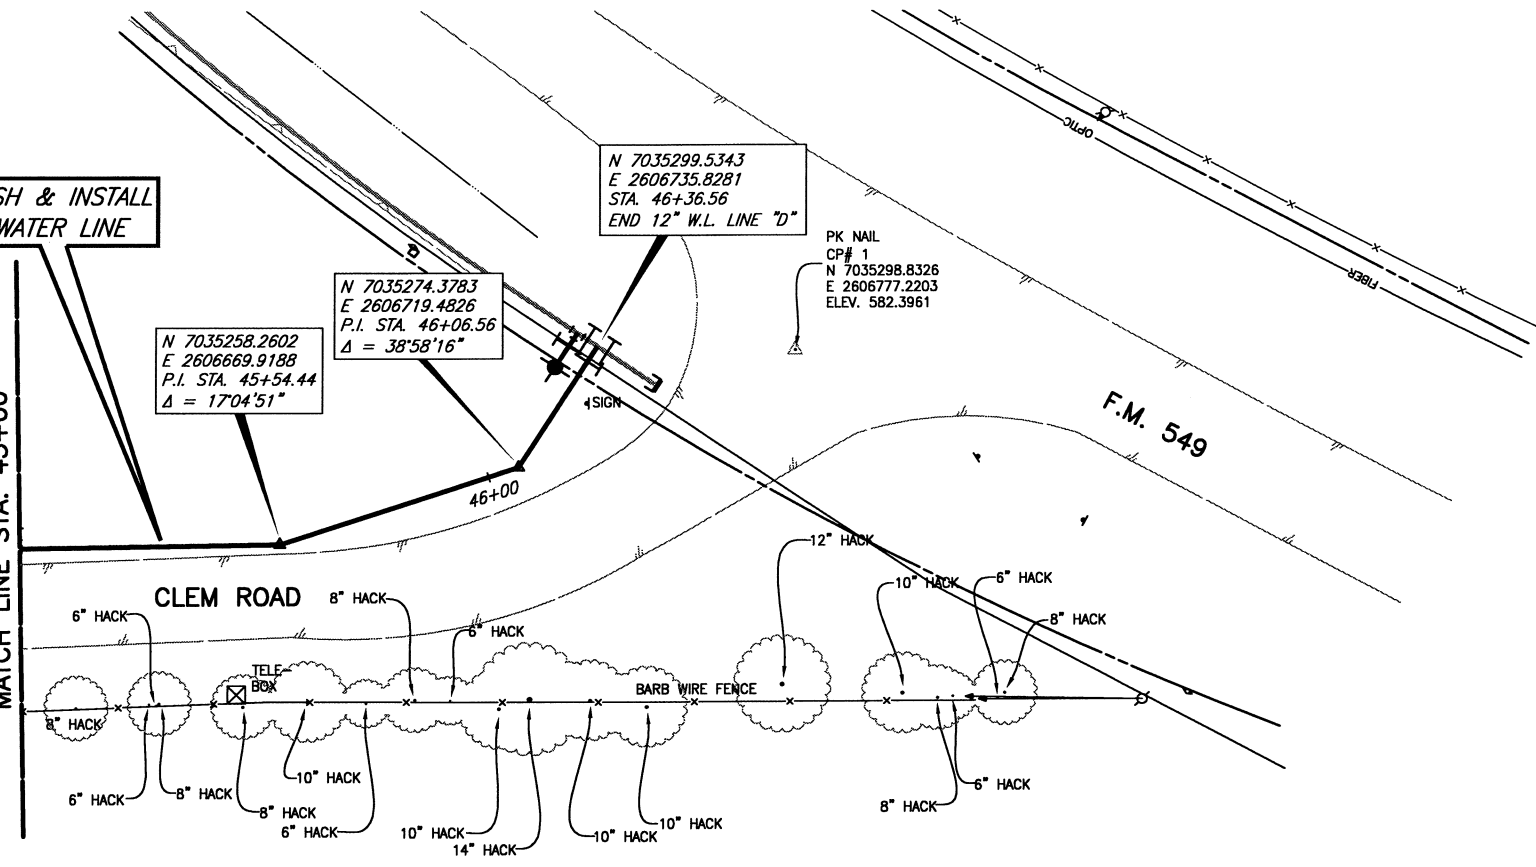 SH & INSTALL
WATER LINE
N 7035299.5343
E 2606735.8281
STA. 46+36.56
END 12" W.L. LINE "D"
PK NAIL
CP# 1
N 7035298.8326
E 2606777.2203
ELEV. 582.3961
N 7035274.3783
E 2606719.4826
P.I. STA. 46+06.56
Δ = 38°58'16"
N 7035258.2602
E 2606669.9188
P.I. STA. 45+54.44
Δ = 17°04'51"
OPTIC
FIBER
F.M. 549
SIGN
46+00
MATCH LINE STA. 45+00
CLEM ROAD
12" HACK
10" HACK
6" HACK
8" HACK
8" HACK
6" HACK
6" HACK
TELE-
BOX
BARB WIRE FENCE
8" HACK
6" HACK
8" HACK
10" HACK
8" HACK
6" HACK
10" HACK
14" HACK
10" HACK
10" HACK
8" HACK
6" HACK